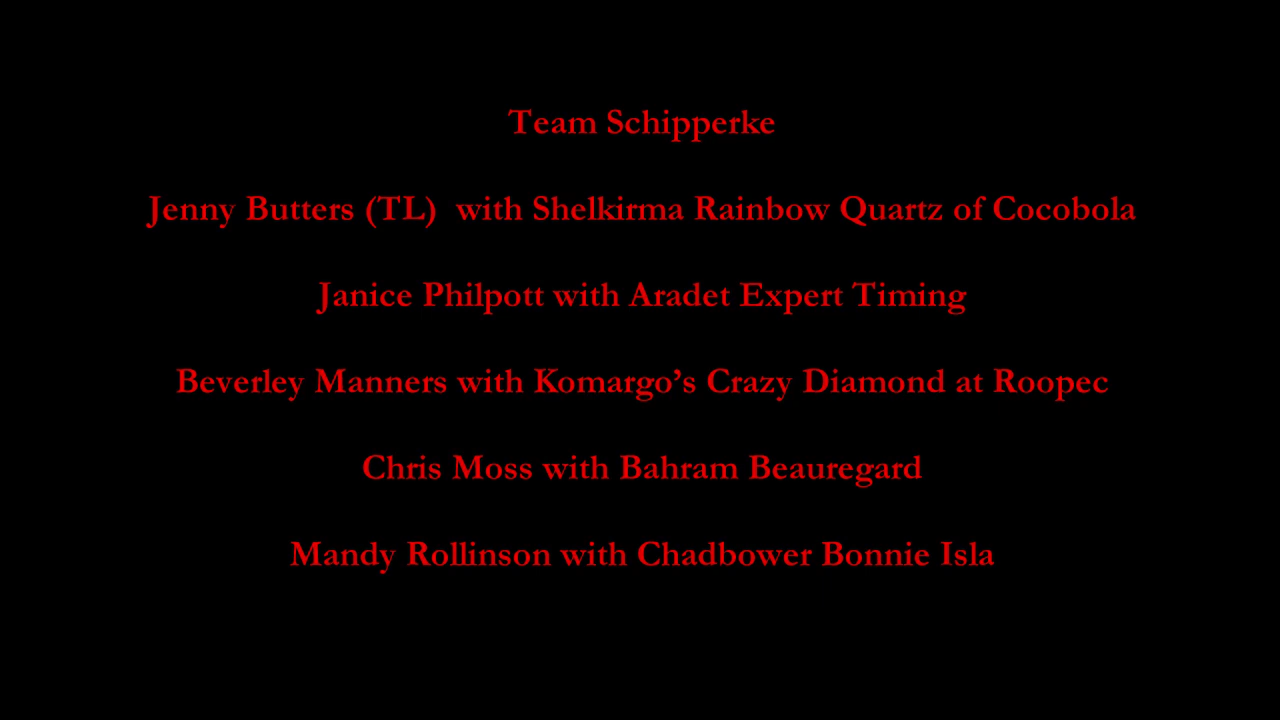 Team Schipperke
Jenny Butters (TL)  with Shelkirma Rainbow Quartz of Cocobola
Janice Philpott with Aradet Expert Timing
Beverley Manners with Komargo’s Crazy Diamond at Roopec
Chris Moss with Bahram Beauregard
Mandy Rollinson with Chadbower Bonnie Isla